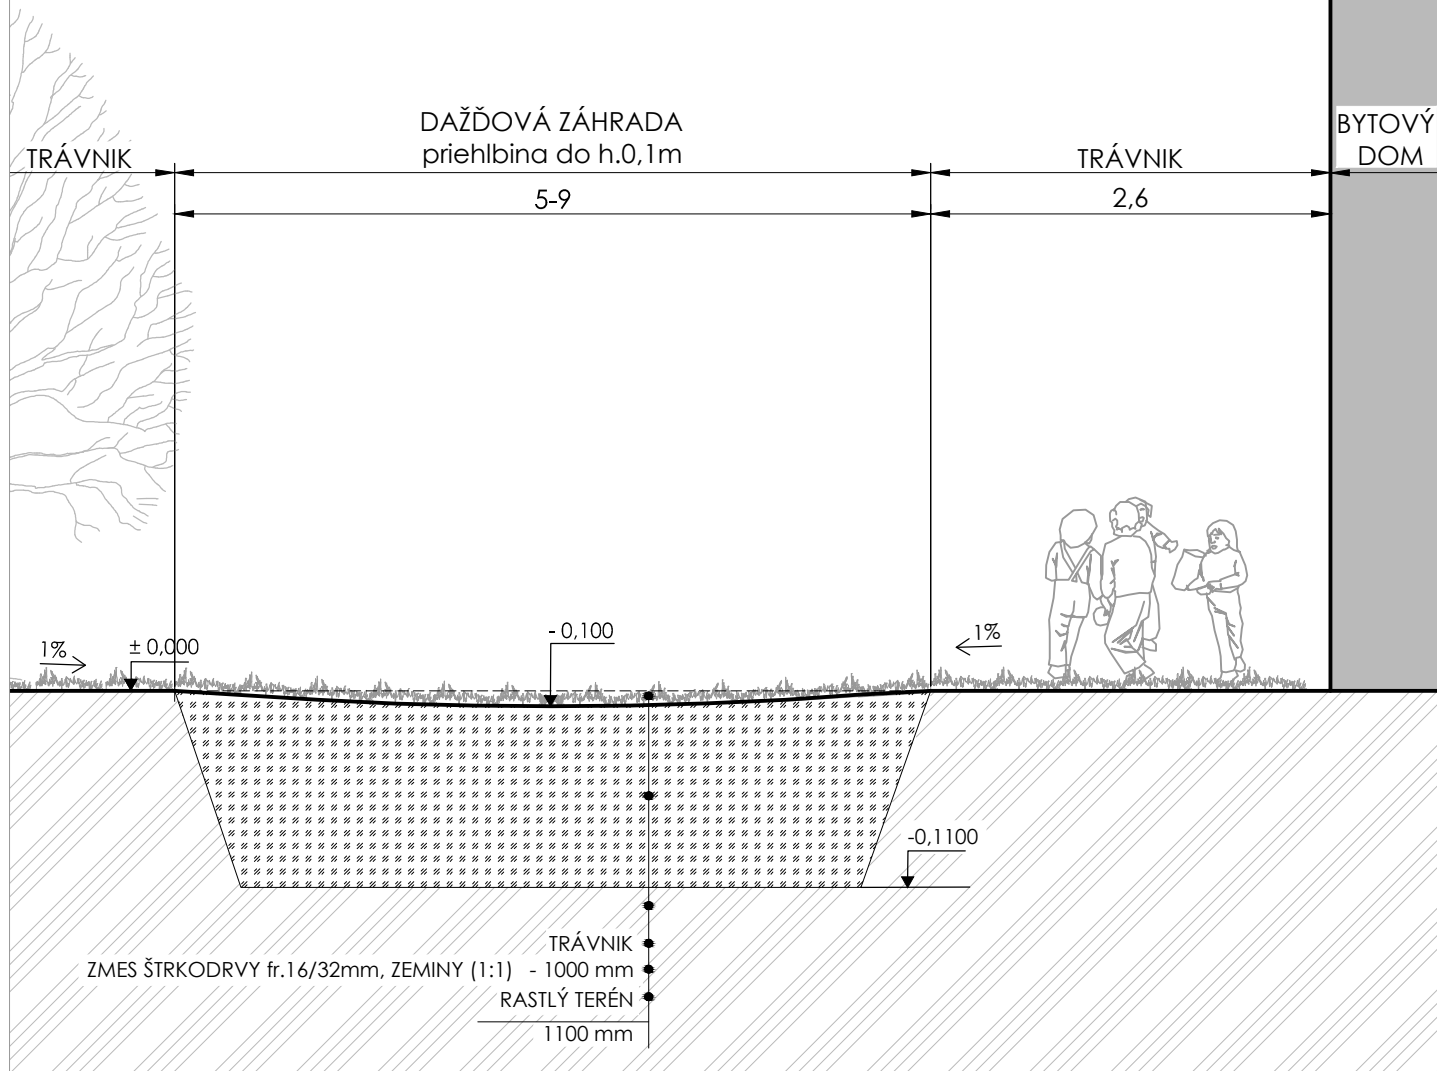 DAŽĎOVÁ ZÁHRADA
priehlbina do h.0,1m
TRÁVNIK
TRÁVNIK
BYTOVÝ
DOM
5-9
2,6
1%
± 0,000
- 0,100
1%
-0,1100
TRÁVNIK
ZMES ŠTRKODRVY fr.16/32mm, ZEMINY (1:1) - 1000 mm
RASTLÝ TERÉN
1100 mm